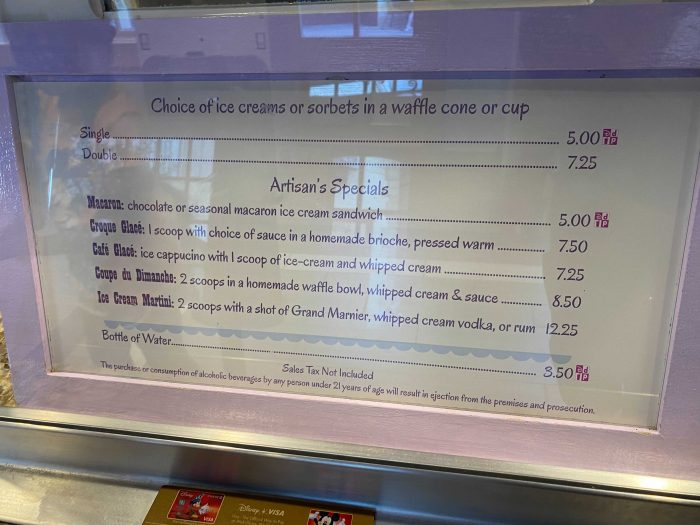 Choice of ice creams or sorbets in a waffle cone or cup
Single 5.00
Double 7.25
Artisan's Specials
Macaron: chocolate or seasonal macaron ice cream sandwich 5.00
Croque Glacé: 1 scoop with choice of sauce in a homemade brioche, pressed warm 7.50
Café Glacé: ice cappucino with 1 scoop of ice-cream and whipped cream 7.25
Coupe du Dimanche: 2 scoops in a homemade waffle bowl, whipped cream & sauce 8.50
Ice Cream Martini: 2 scoops with a shot of Grand Marnier, whipped cream vodka, or rum 12.25
Bottle of Water 3.50
Sales Tax Not Included
The purchase or consumption of alcoholic beverages by any person under 21 years of age will result in ejection from the premises and prosecution.
Disney VISA
VISA